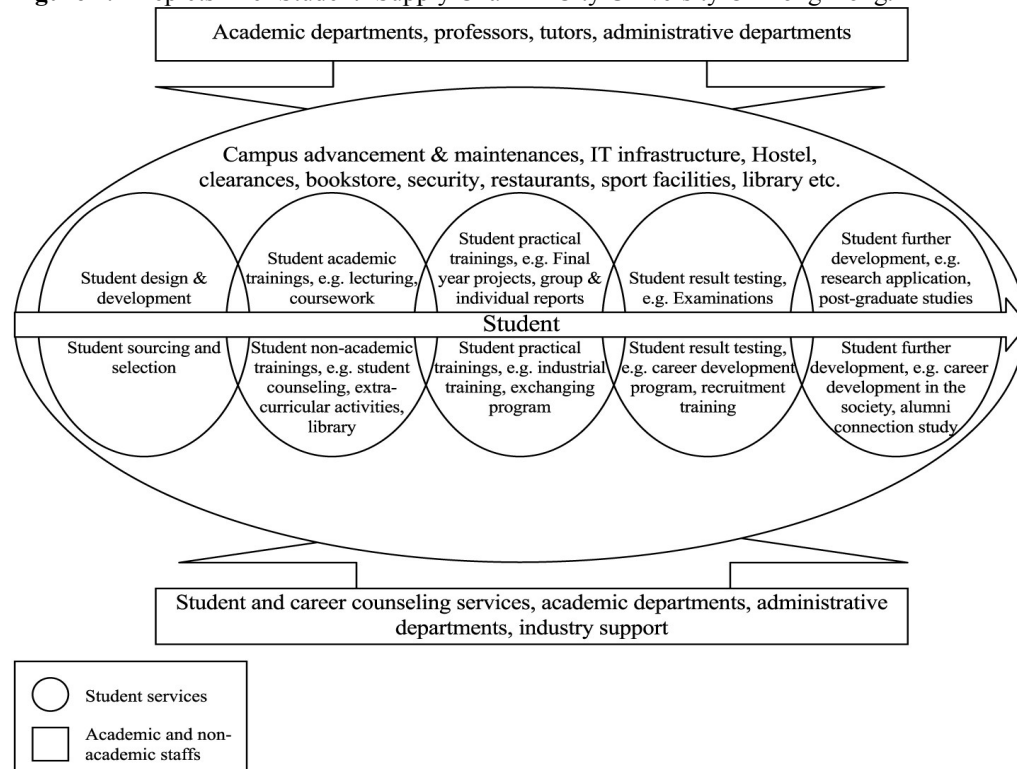 Academic departments, professors, tutors, administrative departments
Campus advancement & maintenances, IT infrastructure, Hostel,
clearances, bookstore, security, restaurants, sport facilities, library etc.
Student design &
development
Student academic
trainings, e.g. lecturing,
coursework
Student practical
trainings, e.g. Final
year projects, group &
individual reports
Student result testing,
e.g. Examinations
Student further
development, e.g.
research application,
post-graduate studies
Student
Student sourcing and
selection
Student non-academic
trainings, e.g. student
counseling, extra-
curricular activities,
library
Student practical
trainings, e.g. industrial
training, exchanging
program
Student result testing,
e.g. career development
program, recruitment
training
Student further
development, e.g. career
development in the
society, alumni
connection study
Student and career counseling services, academic departments, administrative
departments, industry support
Student services
Academic and non-
academic staffs